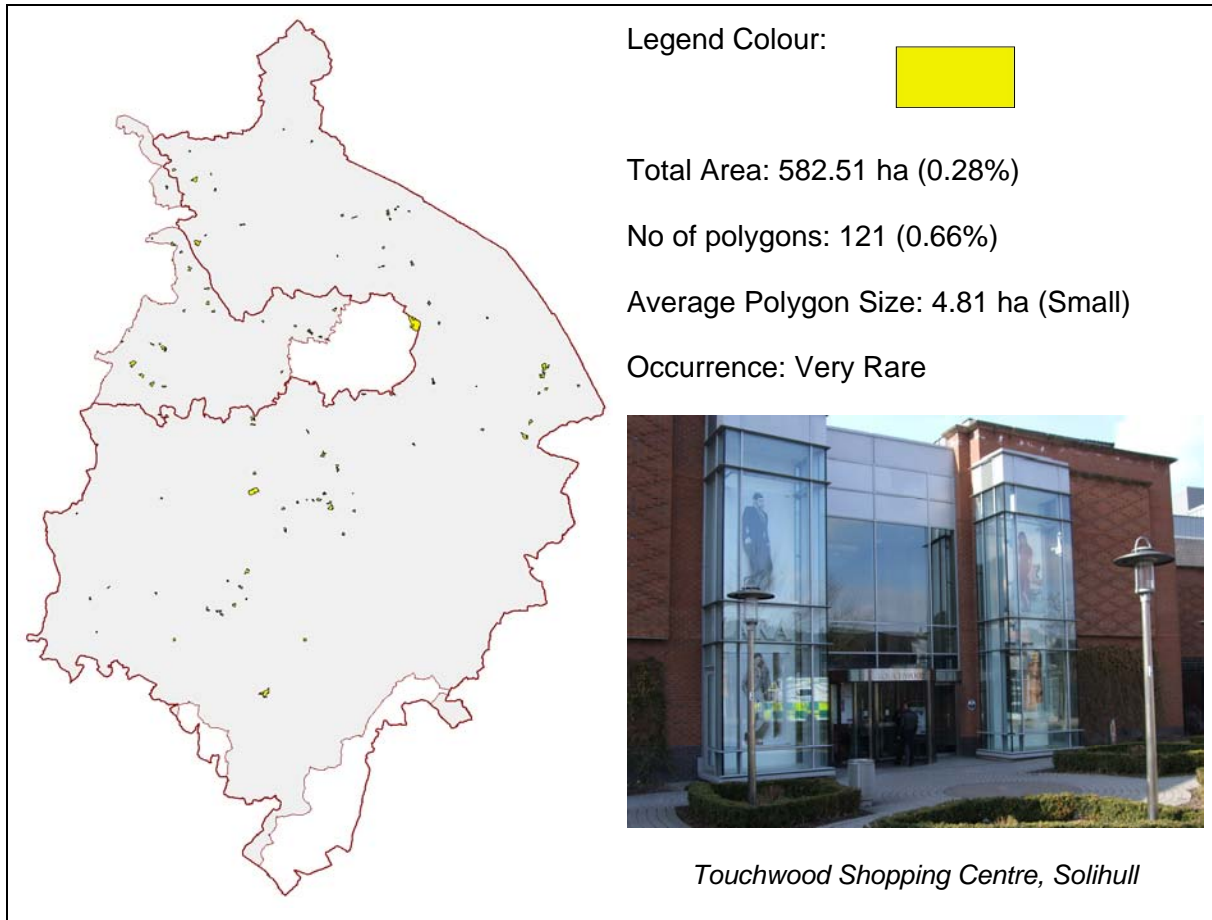 Legend Colour:
Total Area: 582.51 ha (0.28%)
No of polygons: 121 (0.66%)
Average Polygon Size: 4.81 ha (Small)
Occurrence: Very Rare
Touchwood Shopping Centre, Solihull